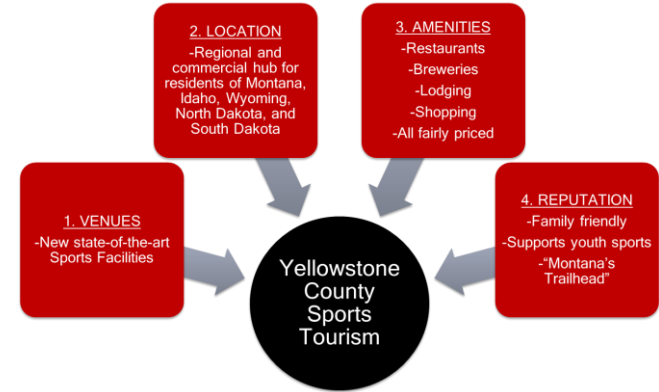 1. VENUES
-New state-of-the-art
Sports Facilities
2. LOCATION
-Regional and
commercial hub for
residents of Montana,
Idaho, Wyoming,
North Dakota, and
South Dakota
3. AMENITIES
-Restaurants
-Breweries
-Lodging
-Shopping
-All fairly priced
4. REPUTATION
-Family friendly
-Supports youth sports
-“Montana’s
Trailhead”
Yellowstone
County
Sports
Tourism